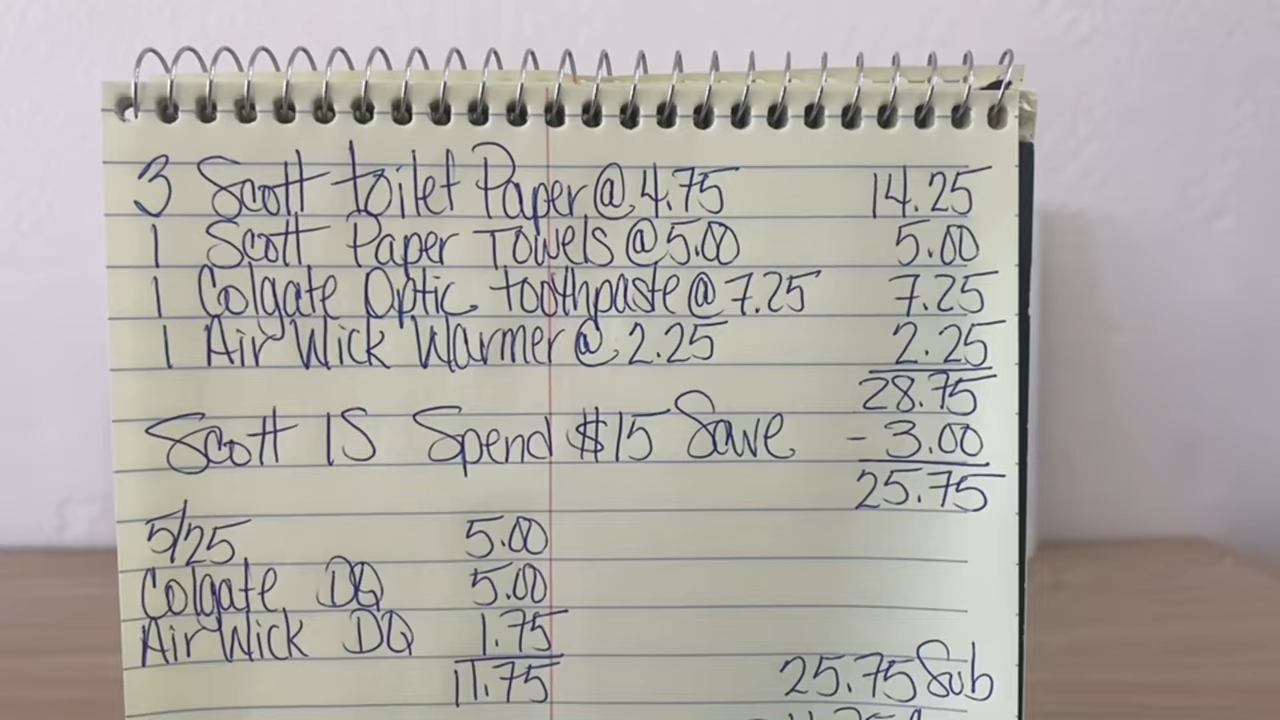 3 Scott toilet Paper @ 4.75 14.25
1 Scott Paper Towels @ 5.00 5.00
1 Colgate Optic toothpaste @ 7.25 7.25
1 Air Wick Warmer @ 2.25 2.25
28.75
Scott IS Spend $15 Save - 3.00
25.75
5/25 5.00
Colgate DQ 5.00
Air Wick DQ 1.75
11.75
25.75 Sub